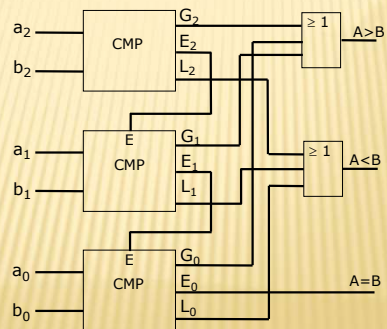 a2
b2
CMP
G2
E2
L2
≥ 1
A>B
E
a1
b1
CMP
G1
E1
L1
≥ 1
A<B
E
a0
b0
CMP
G0
E0
L0
A=B